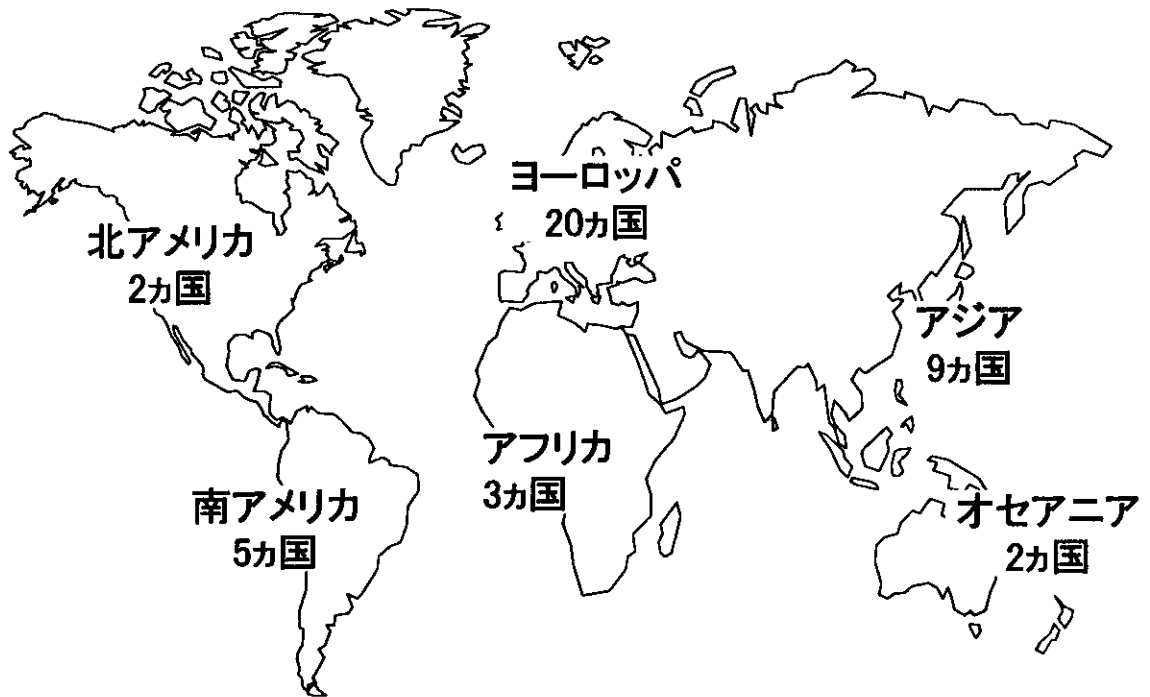 ヨーロッパ
20ヵ国
北アメリカ
2ヵ国
アジア
9ヵ国
アフリカ
3ヵ国
南アメリカ
5ヵ国
オセアニア
2ヵ国